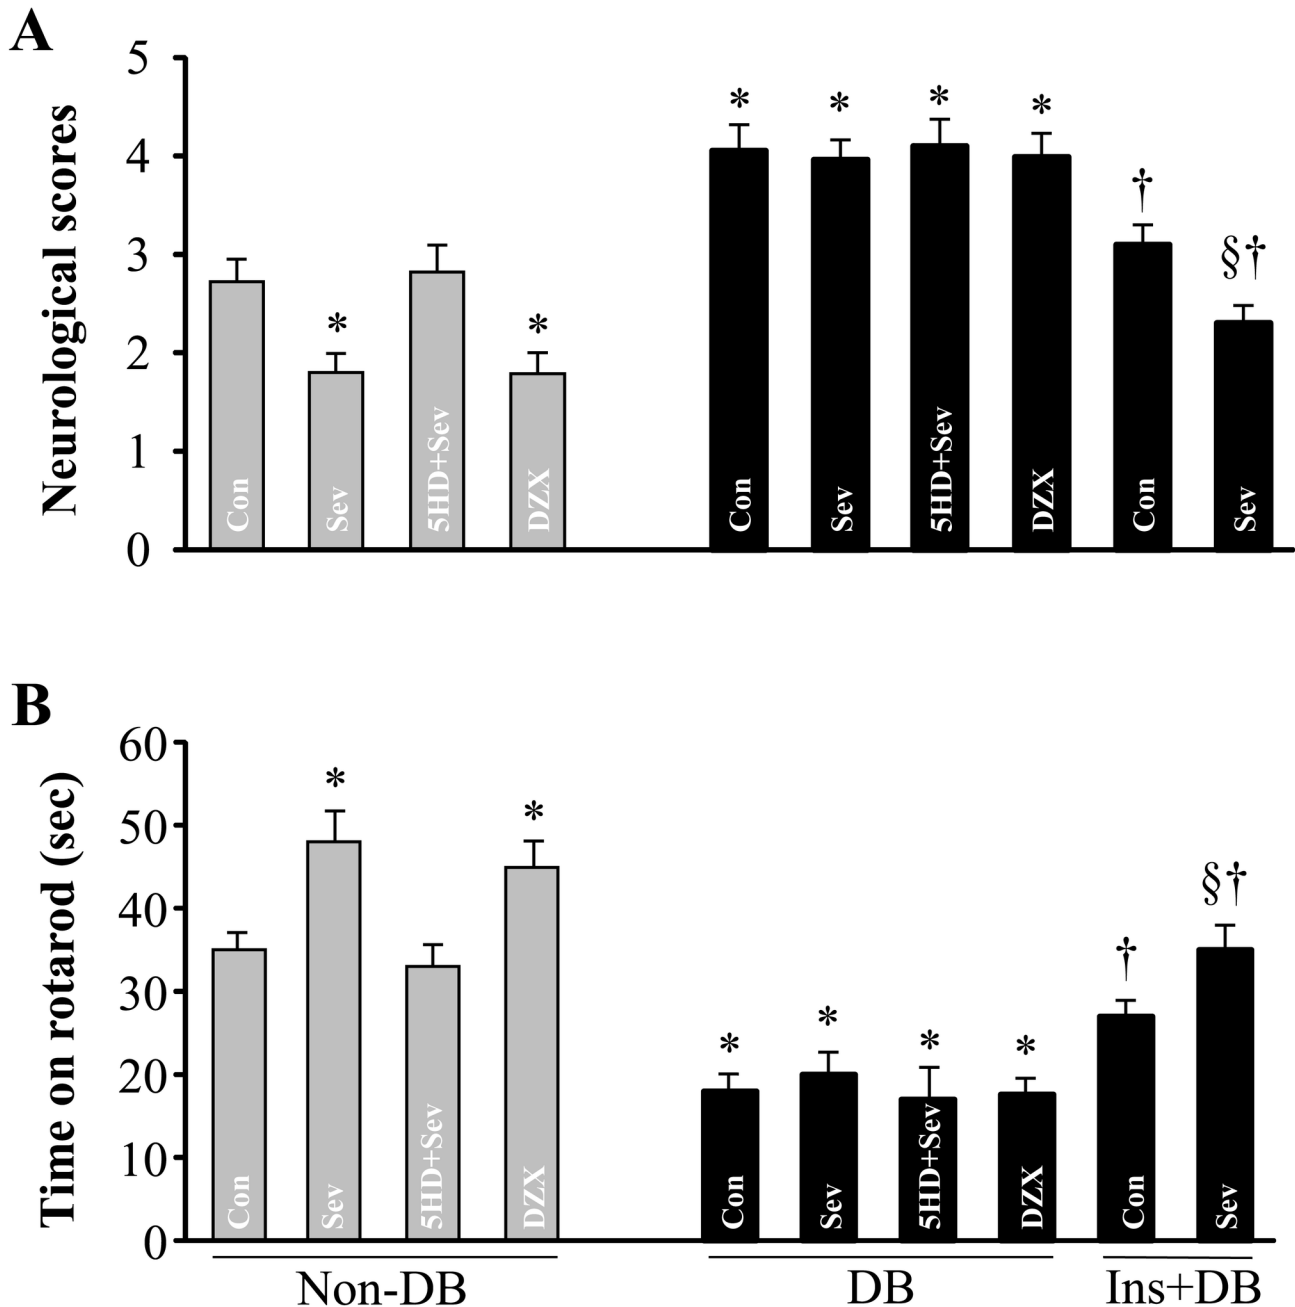 A
Neurological scores
5
4
3
2
1
0
* * * * * * † §†
Con Sev 5HD+Sev DZX Con Sev 5HD+Sev DZX Con Sev
B
Time on rotarod (sec)
60
50
40
30
20
10
0
* * * * * * † §†
Con Sev 5HD+Sev DZX Con Sev 5HD+Sev DZX Con Sev
Non-DB DB Ins+DB